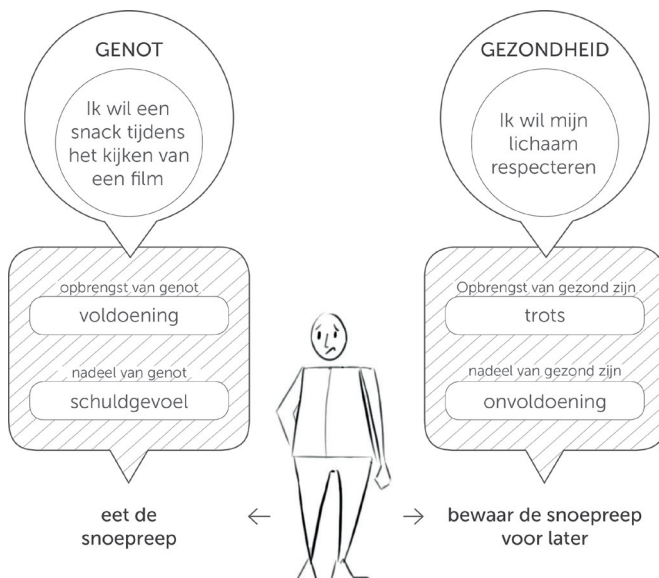 GENOT
Ik wil een
snack tijdens
het kijken van
een film
opbrengst van genot
voldoening
nadeel van genot
schuldgevoel
eet de
snoepreep
GEZONDHEID
Ik wil mijn
lichaam
respecteren
Opbrengst van gezond zijn
trots
nadeel van gezond zijn
onvoldoening
bewaar de snoepreep
voor later